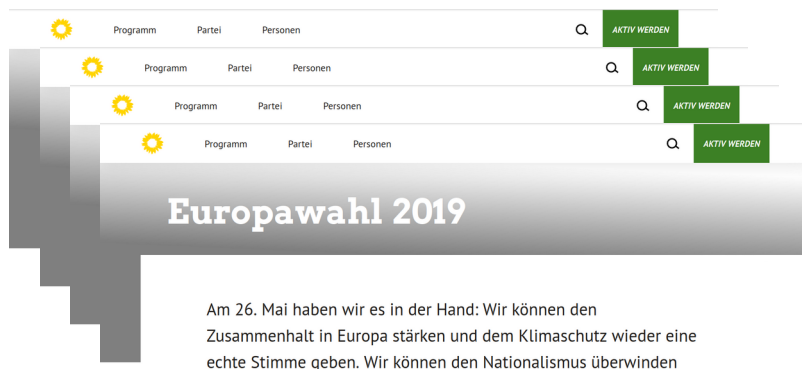 Programm Partei Personen AKTIV WERDEN
Programm Partei Personen AKTIV WERDEN
Programm Partei Personen AKTIV WERDEN
Programm Partei Personen AKTIV WERDEN
Europawahl 2019
Am 26. Mai haben wir es in der Hand: Wir können den
Zusammenhalt in Europa stärken und dem Klimaschutz wieder eine
echte Stimme geben. Wir können den Nationalismus überwinden